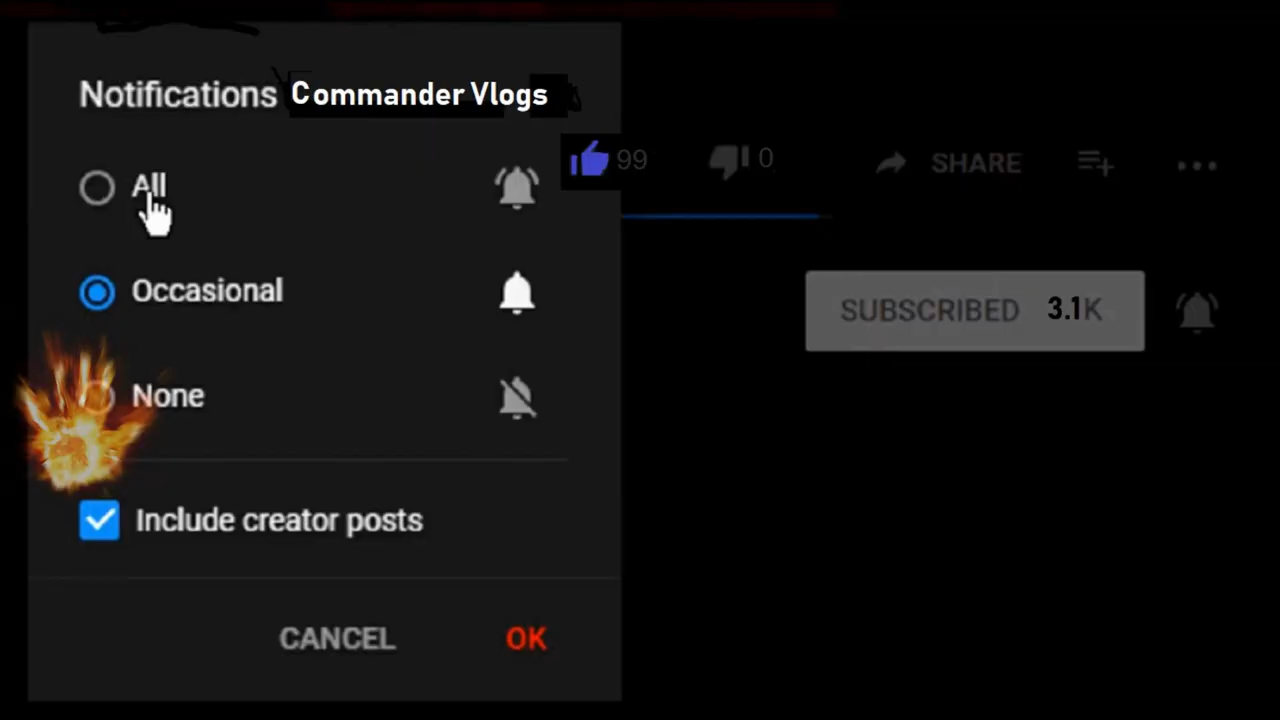 Notifications Commander Vlogs
All
99
0
SHARE
Occasional
SUBSCRIBED 3.1K
None
Include creator posts
CANCEL
OK